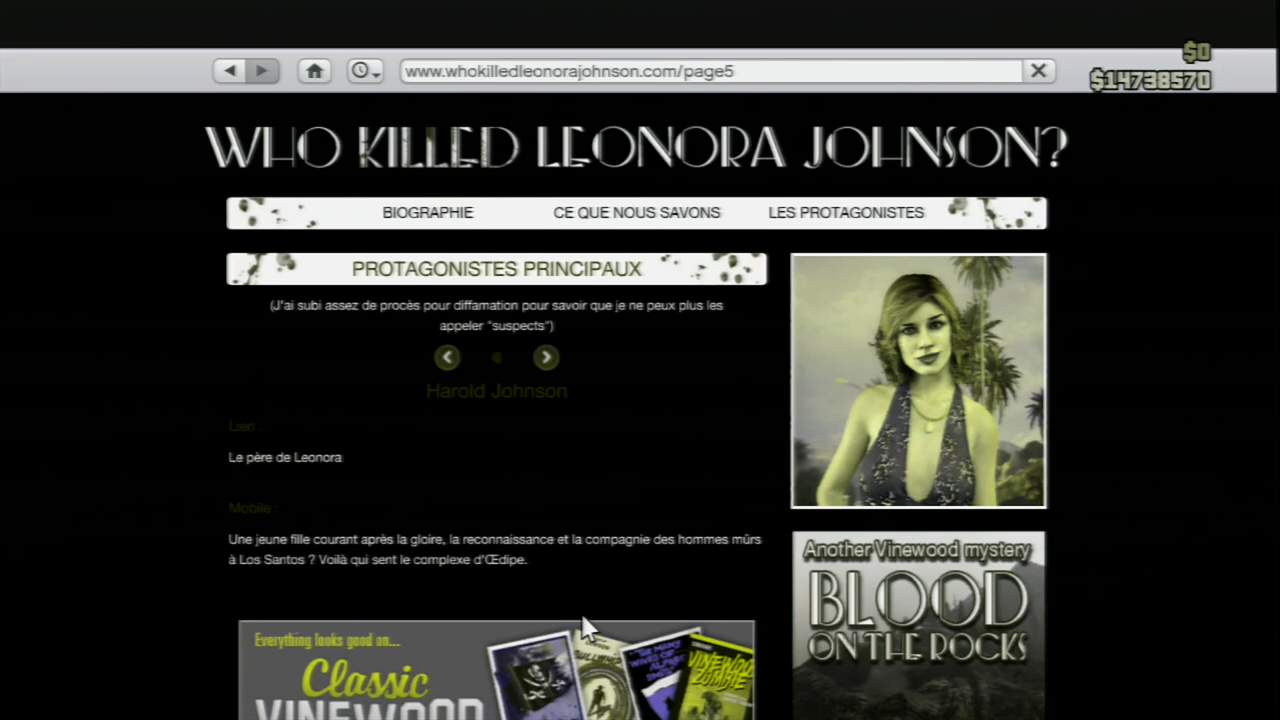 $0
www.whokilledleonorajohnson.com/page5
$14738570
WHO KILLED LEONORA JOHNSON?
BIOGRAPHIE
CE QUE NOUS SAVONS
LES PROTAGONISTES
PROTAGONISTES PRINCIPAUX
(J'ai subi assez de procès pour diffamation pour savoir que je ne peux plus les
appeler "suspects")
Harold Johnson
Lien :
Le père de Leonora
Mobile :
Une jeune fille courant après la gloire, la reconnaissance et la compagnie des hommes mûrs
à Los Santos ? Voilà qui sent le complexe d'Œdipe.
Another Vinewood mystery
BLOOD
ON THE ROCKS
Everything looks good on...
Classic
VINEWOOD
VINEWOOD
ZOMBIE